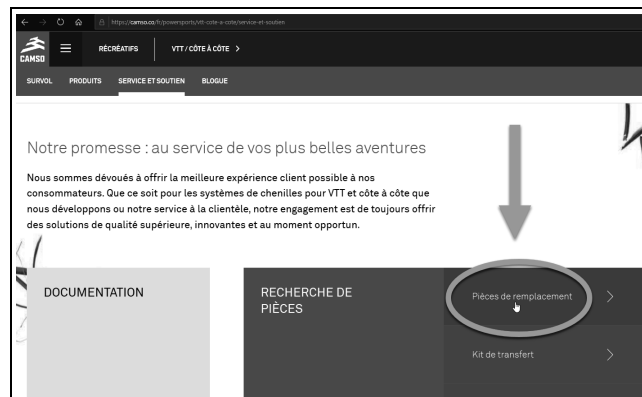 https://camso.co/fr/powersports/vtt-cote-a-cote/service-et-soutien
CAMSO
RÉCRÉATIFS VTT / CÔTE À CÔTE >
SURVOL PRODUITS SERVICE ET SOUTIEN BLOGUE
Notre promesse : au service de vos plus belles aventures
Nous sommes dévoués à offrir la meilleure expérience client possible à nos
consommateurs. Que ce soit pour les systèmes de chenilles pour VTT et côte à côte que
nous développons ou notre service à la clientèle, notre engagement est de toujours offrir
des solutions de qualité supérieure, innovantes et au moment opportun.
DOCUMENTATION
RECHERCHE DE
PIÈCES
Pièces de remplacement
Kit de transfert